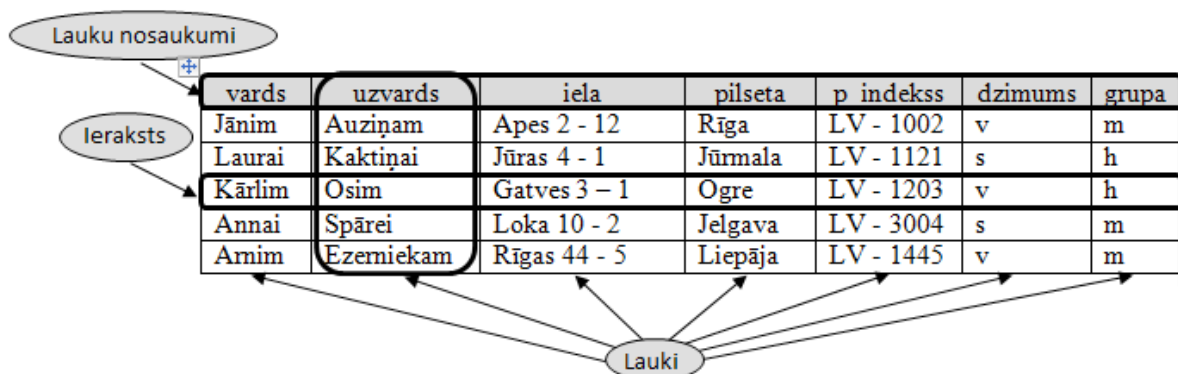 Lauku nosaukumi
vards uzvards iela pilseta p_indekss dzimums grupa
Ieraksts
Jānim Auziņam Apes 2 - 12 Rīga LV - 1002 v m
Laurai Kaktiņai Jūras 4 - 1 Jūrmala LV - 1121 s h
Kārlim Osim Gatves 3 – 1 Ogre LV - 1203 v h
Annai Spārei Loka 10 - 2 Jelgava LV - 3004 s m
Arnim Ezerniekam Rīgas 44 - 5 Liepāja LV - 1445 v m
Lauki